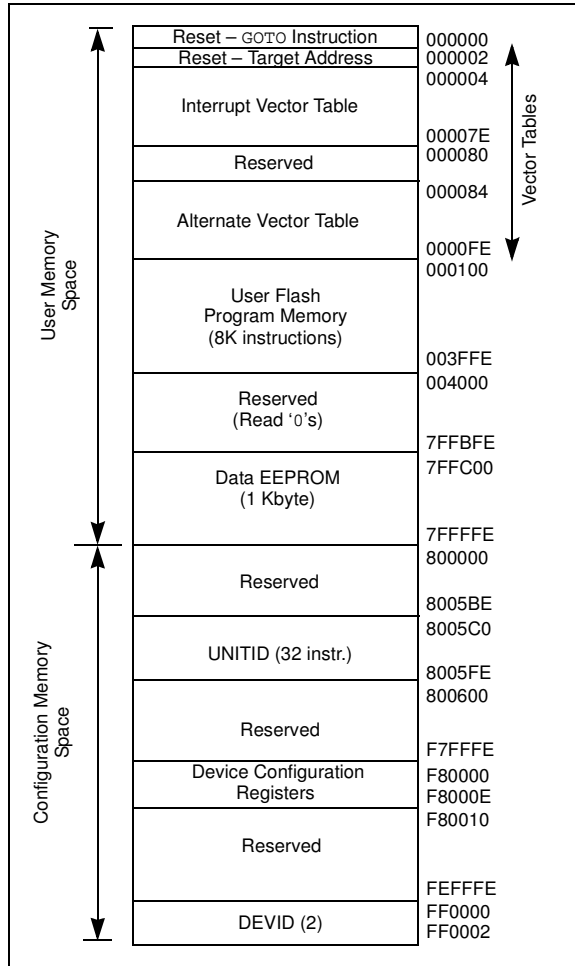 Reset – GOTO Instruction
000000
Reset – Target Address
000002
000004
Interrupt Vector Table
00007E
Reserved
000080
000084
Alternate Vector Table
0000FE
Vector Tables
000100
User Flash
Program Memory
(8K instructions)
003FFE
User Memory
Space
004000
Reserved
(Read ‘0’s)
7FFBFE
7FFC00
Data EEPROM
(1 Kbyte)
7FFFFE
800000
Reserved
8005BE
8005C0
UNITID (32 instr.)
8005FE
800600
Reserved
F7FFFE
Configuration Memory
Space
Device Configuration
Registers
F80000
F8000E
F80010
Reserved
FEFFFE
DEVID (2)
FF0000
FF0002